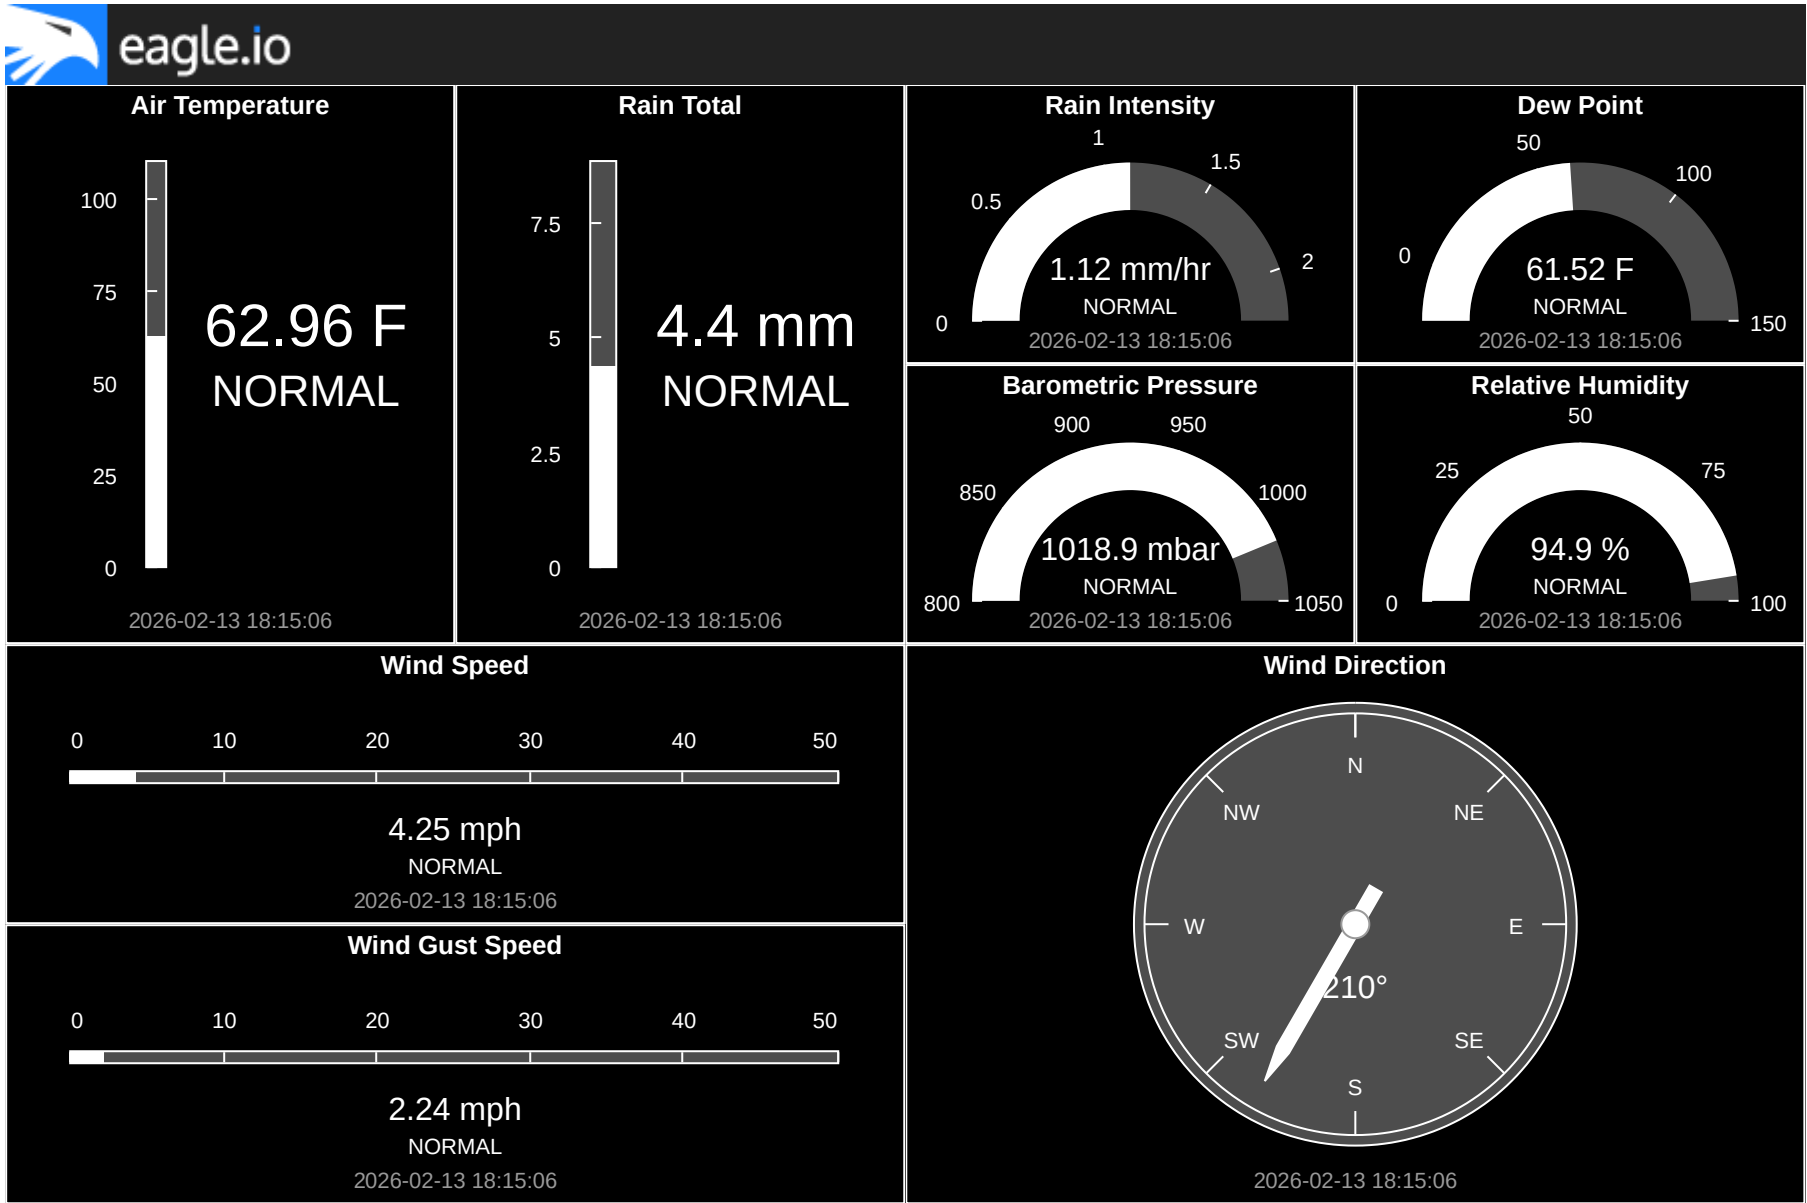 eagle.io
Air Temperature
100
75
50
25
0
62.96 F
NORMAL
2026-02-13 18:15:06
Rain Total
7.5
5
2.5
0
4.4 mm
NORMAL
2026-02-13 18:15:06
Rain Intensity
0
0.5
1
1.5
2
1.12 mm/hr
NORMAL
2026-02-13 18:15:06
Dew Point
0
50
100
150
61.52 F
NORMAL
2026-02-13 18:15:06
Barometric Pressure
800
850
900
950
1000
1050
1018.9 mbar
NORMAL
2026-02-13 18:15:06
Relative Humidity
0
25
50
75
100
94.9 %
NORMAL
2026-02-13 18:15:06
Wind Speed
0 10 20 30 40 50
4.25 mph
NORMAL
2026-02-13 18:15:06
Wind Direction
N
NW NE
W E
210°
SW SE
S
2026-02-13 18:15:06
Wind Gust Speed
0 10 20 30 40 50
2.24 mph
NORMAL
2026-02-13 18:15:06